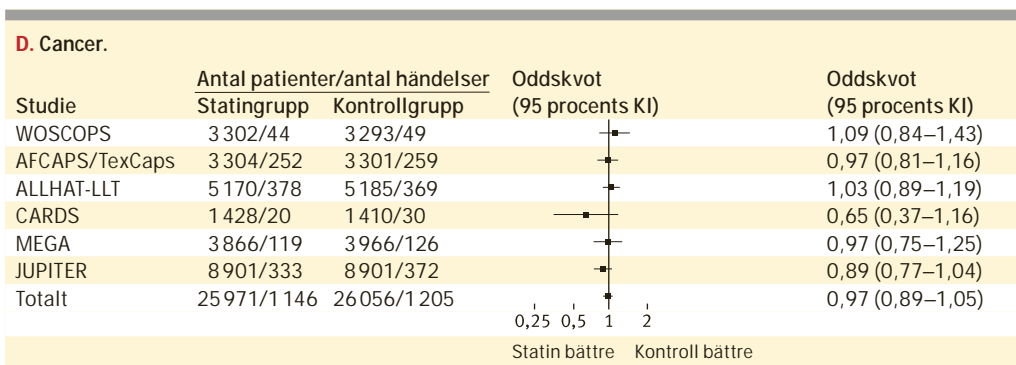 D. Cancer.
Antal patienter/antal händelser Oddskvot Oddskvot
Studie Statingrupp Kontrollgrupp (95 procents KI) (95 procents KI)
WOSCOPS 3 302/44 3 293/49 1,09 (0,84–1,43)
AFCAPS/TexCaps 3 304/252 3 301/259 0,97 (0,81–1,16)
ALLHAT-LLT 5 170/378 5 185/369 1,03 (0,89–1,19)
CARDS 1 428/20 1 410/30 0,65 (0,37–1,16)
MEGA 3 866/119 3 966/126 0,97 (0,75–1,25)
JUPITER 8 901/333 8 901/372 0,89 (0,77–1,04)
Totalt 25 971/1 146 26 056/1 205 0,97 (0,89–1,05)
0,25 0,5 1 2
Statin bättre Kontroll bättre